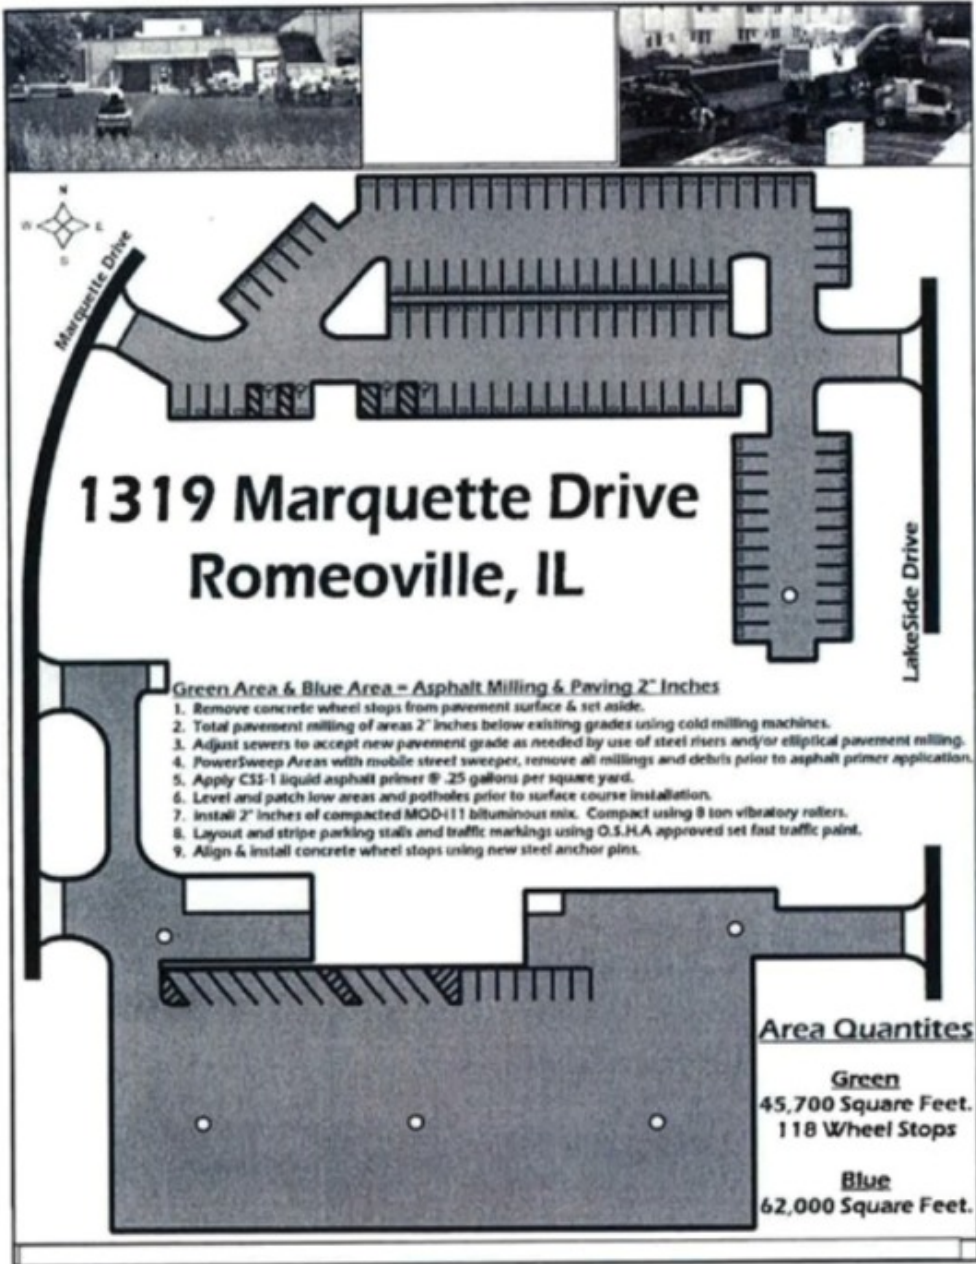 N
W E
S
Marquette Drive
1319 Marquette Drive
Romeoville, IL
LakeSide Drive
Green Area & Blue Area = Asphalt Milling & Paving 2" Inches
1. Remove concrete wheel stops from pavement surface & set aside.
2. Total pavement milling of areas 2" inches below existing grades using cold milling machines.
3. Adjust sewers to accept new pavement grade as needed by use of steel risers and/or elliptical pavement milling.
4. PowerSweep Areas with mobile street sweeper, remove all millings and debris prior to asphalt primer application.
5. Apply CSS-1 liquid asphalt primer @ .25 gallons per square yard.
6. Level and patch low areas and potholes prior to surface course installation.
7. Install 2" inches of compacted MOD-i11 bituminous mix. Compact using 8 ton vibratory rollers.
8. Layout and stripe parking stalls and traffic markings using O.S.H.A approved set fast traffic paint.
9. Align & install concrete wheel stops using new steel anchor pins.
Area Quantites
Green
45,700 Square Feet.
118 Wheel Stops
Blue
62,000 Square Feet.